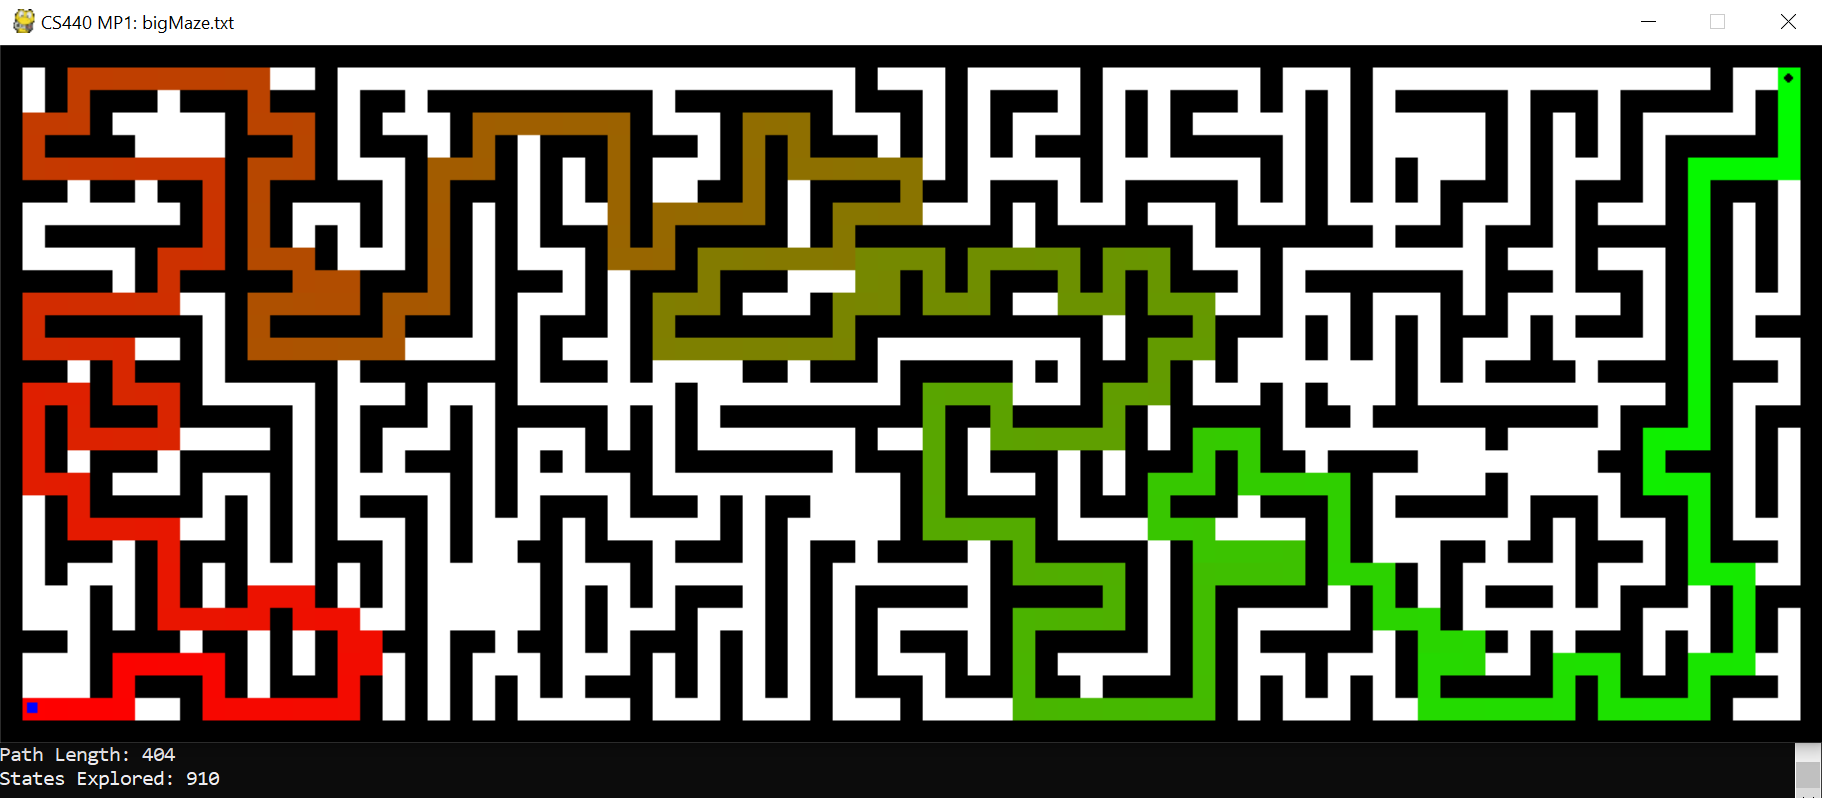 CS440 MP1: bigMaze.txt
Path Length: 404
States Explored: 910